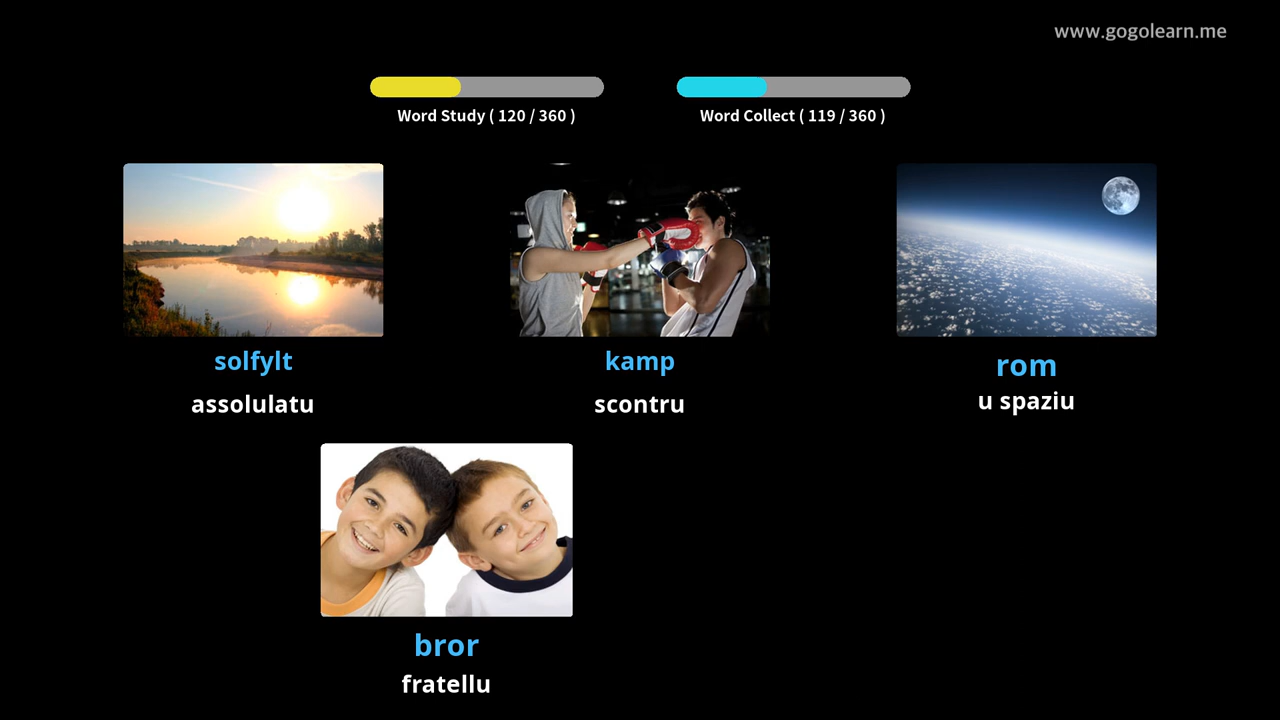 www.gogolearn.me
Word Study ( 120 / 360 )
Word Collect ( 119 / 360 )
solfylt
kamp
rom
assolulatu
scontru
u spaziu
bror
fratellu